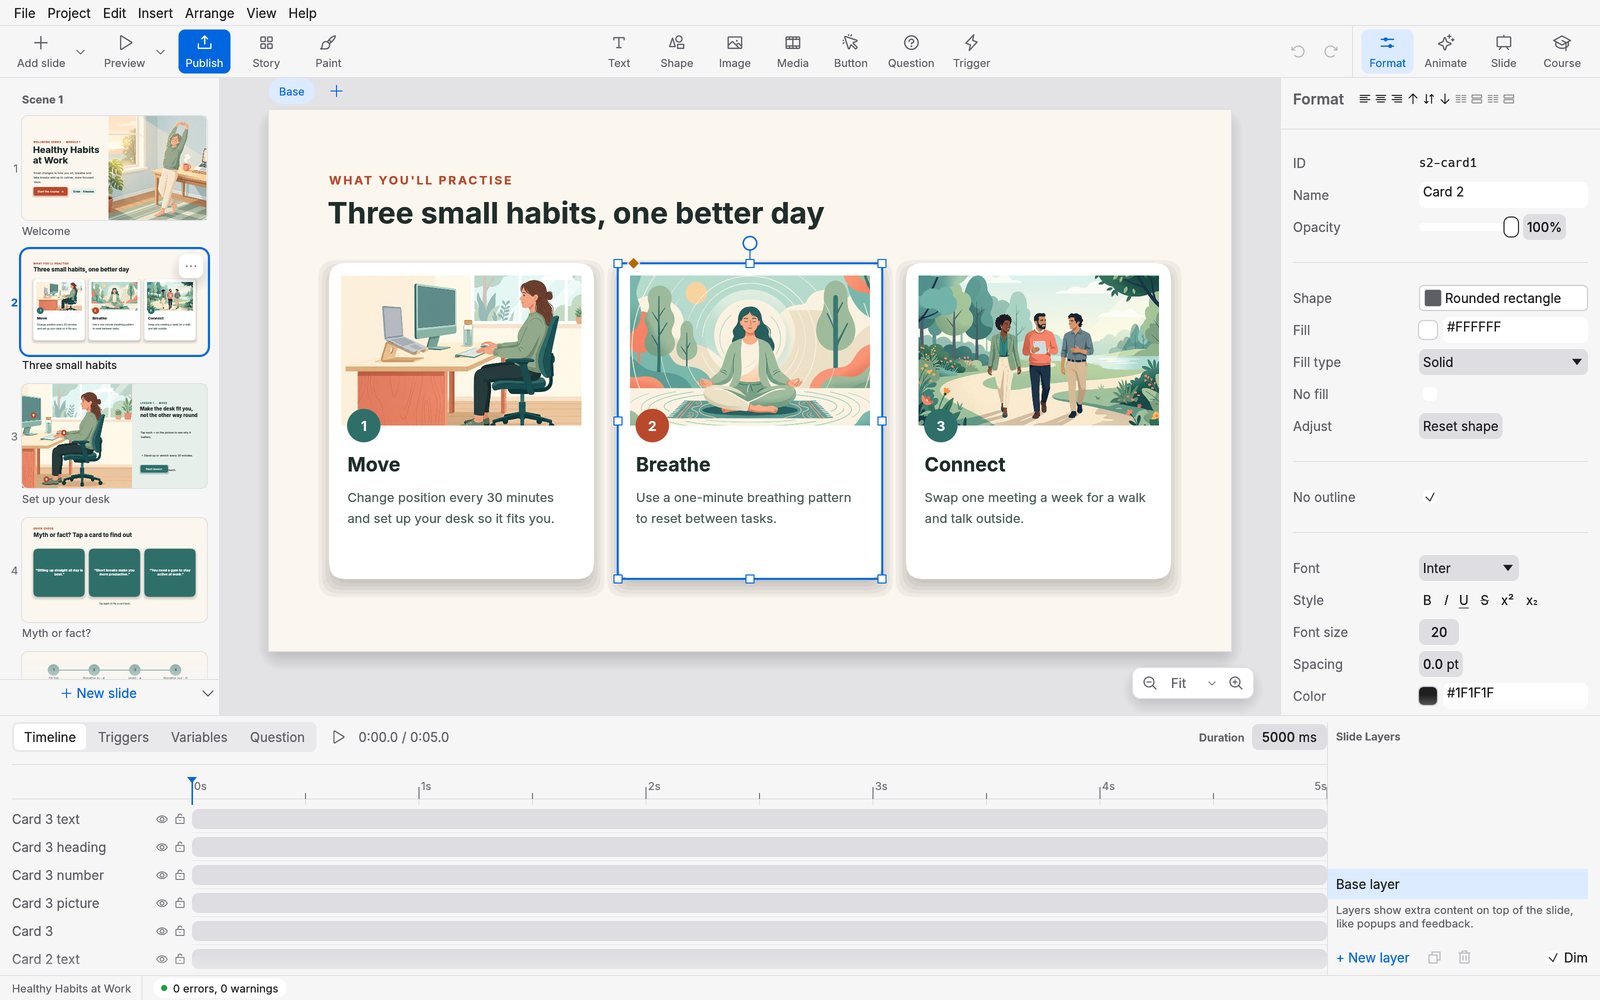 File Project Edit Insert Arrange View Help
Add slide Preview Publish Story Paint Text Shape Image Media Button Question Trigger Format Animate Slide Course
Scene 1
1
Healthy Habits
at Work
Welcome
2
WHAT YOU'LL PRACTISE
Three small habits, one better day
Move Breathe Connect
Three small habits
3
Make the desk fit you,
not the other way round
Set up your desk
4
Myth or fact? Tap a card to find out
Myth or fact?
+ New slide
Base
WHAT YOU'LL PRACTISE
Three small habits, one better day
1
Move
Change position every 30 minutes
and set up your desk so it fits you.
2
Breathe
Use a one-minute breathing pattern
to reset between tasks.
3
Connect
Swap one meeting a week for a walk
and talk outside.
Fit
Format
ID s2-card1
Name Card 2
Opacity 100%
Shape Rounded rectangle
Fill #FFFFFF
Fill type Solid
No fill
Adjust Reset shape
No outline
Font Inter
Style B I U S x² x₂
Font size 20
Spacing 0.0 pt
Color #1F1F1F
Timeline Triggers Variables Question 0:00.0 / 0:05.0 Duration 5000 ms
0s 1s 2s 3s 4s 5s
Card 3 text
Card 3 heading
Card 3 number
Card 3 picture
Card 3
Card 2 text
Slide Layers
Base layer
Layers show extra content on top of the slide,
like popups and feedback.
+ New layer Dim
Healthy Habits at Work 0 errors, 0 warnings